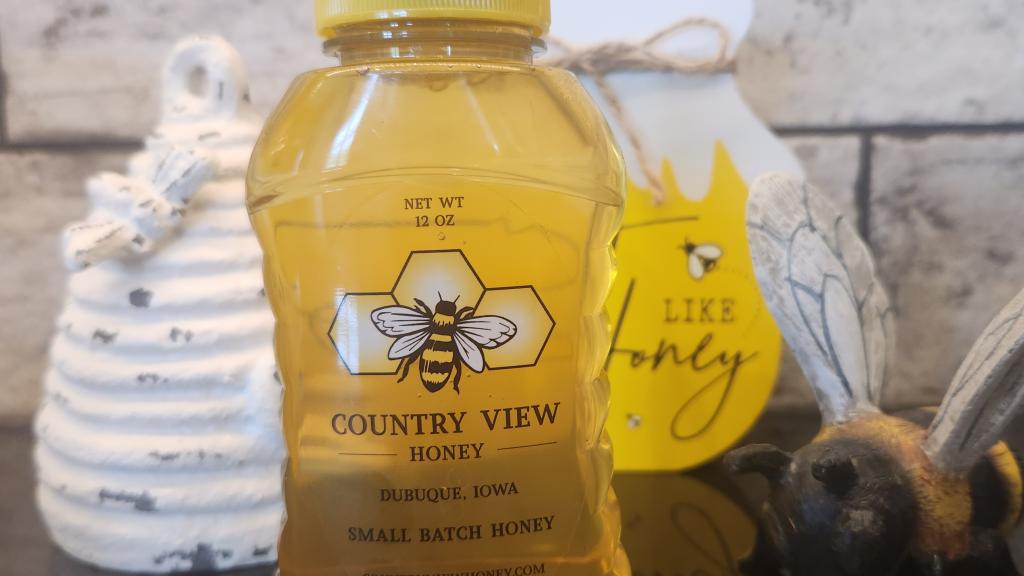 NET WT
12 OZ
COUNTRY VIEW
HONEY
DUBUQUE, IOWA
SMALL BATCH HONEY
LIKE
Honey